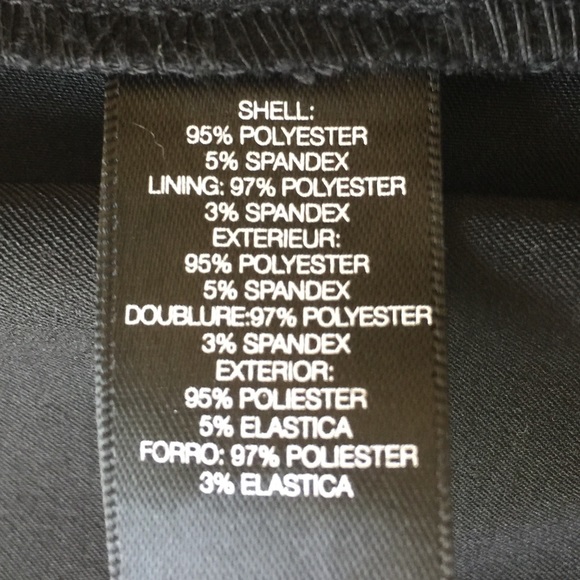 SHELL:
95% POLYESTER
5% SPANDEX
LINING: 97% POLYESTER
3% SPANDEX
EXTERIEUR:
95% POLYESTER
5% SPANDEX
DOUBLURE:97% POLYESTER
3% SPANDEX
EXTERIOR:
95% POLIESTER
5% ELASTICA
FORRO: 97% POLIESTER
3% ELASTICA